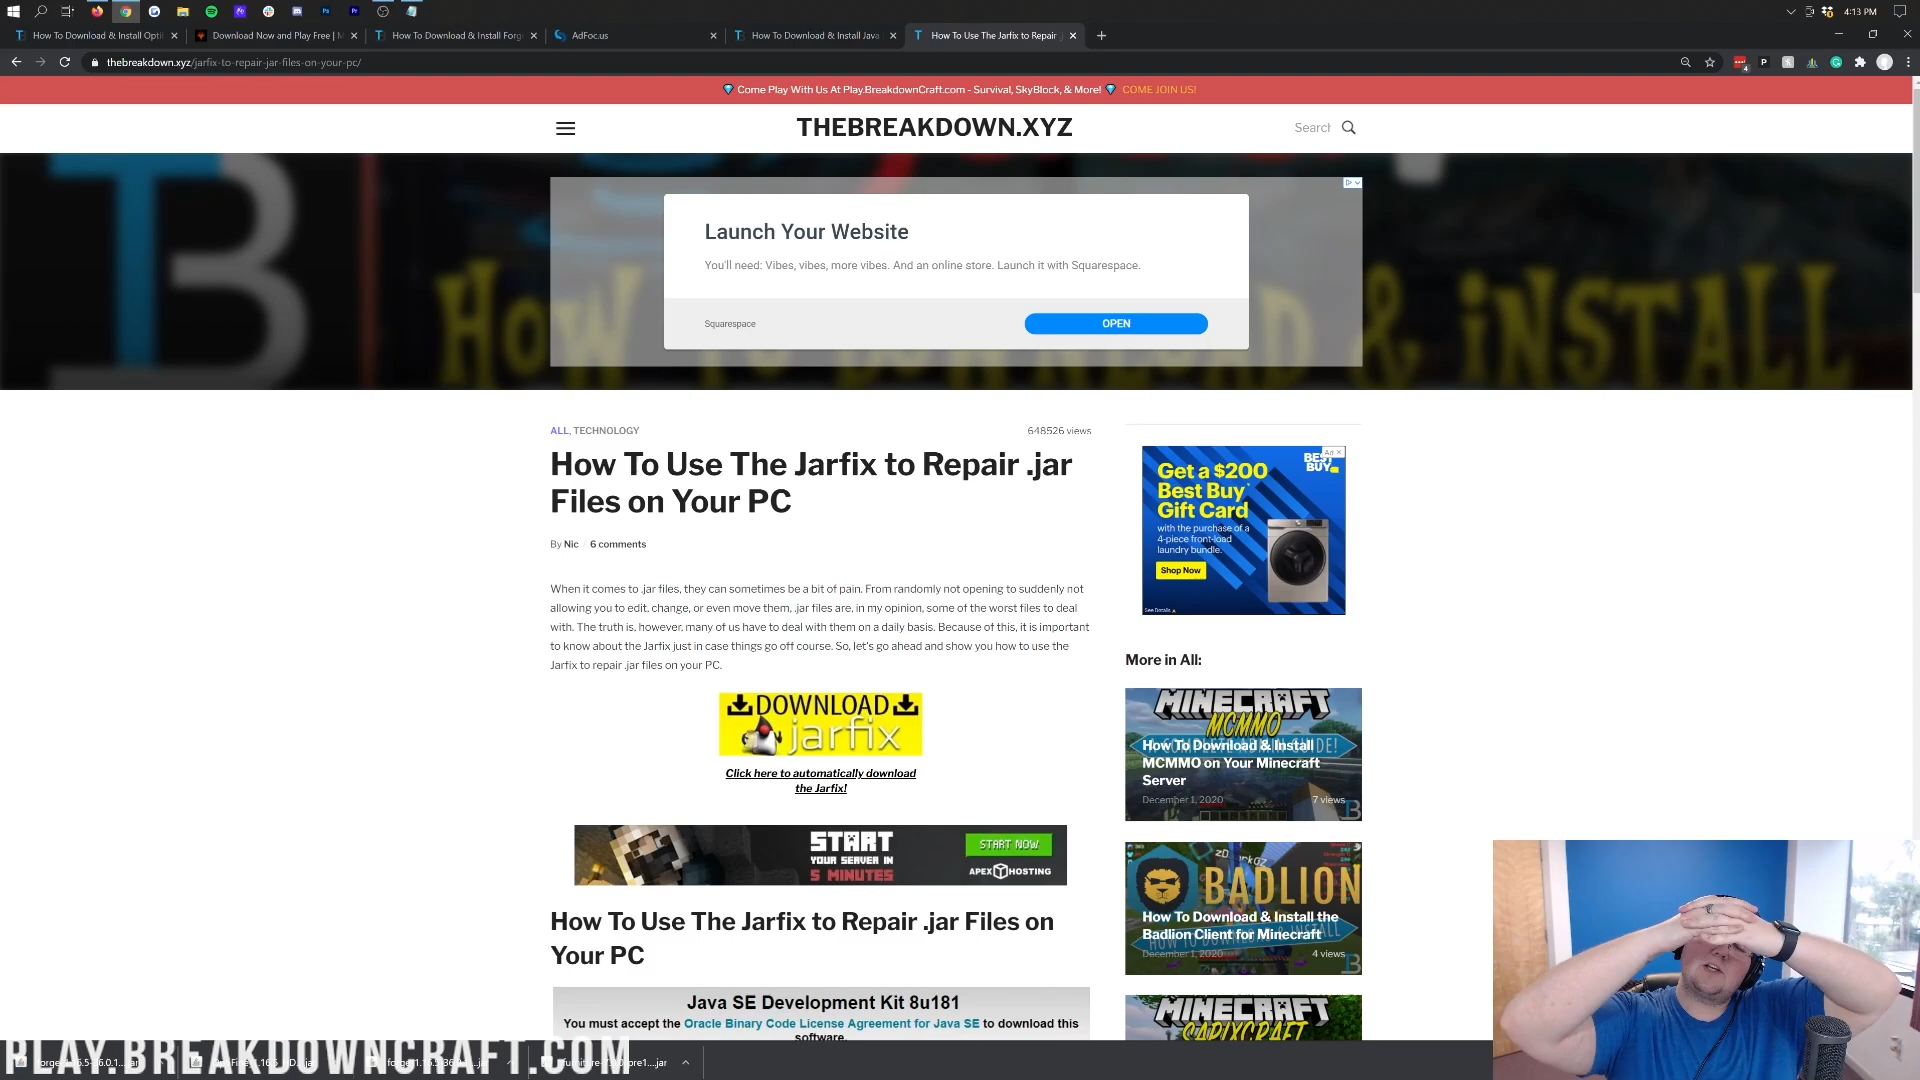 4:13 PM
How To Download & Install Opti
Download Now and Play Free | M
How To Download & Install Forg
AdFoc.us
How To Download & Install Java
How To Use The Jarfix to Repair
thebreakdown.xyz/jarfix-to-repair-jar-files-on-your-pc/
Come Play With Us At Play.BreakdownCraft.com - Survival, SkyBlock, & More! COME JOIN US!
THEBREAKDOWN.XYZ
Search
HOW TO DOWNLOAD & INSTALL
Launch Your Website
You'll need: Vibes, vibes, more vibes. And an online store. Launch it with Squarespace.
Squarespace
OPEN
ALL, TECHNOLOGY
648526 views
How To Use The Jarfix to Repair .jar
Files on Your PC
By Nic / 6 comments
When it comes to .jar files, they can sometimes be a bit of pain. From randomly not opening to suddenly not
allowing you to edit, change, or even move them, .jar files are, in my opinion, some of the worst files to deal
with. The truth is, however, many of us have to deal with them on a daily basis. Because of this, it is important
to know about the Jarfix just in case things go off course. So, let's go ahead and show you how to use the
Jarfix to repair .jar files on your PC.
DOWNLOAD
jarfix
Click here to automatically download
the Jarfix!
START
YOUR SERVER IN
5 MINUTES
START NOW
APEX HOSTING
How To Use The Jarfix to Repair .jar Files on
Your PC
Java SE Development Kit 8u181
You must accept the Oracle Binary Code License Agreement for Java SE to download this
software.
Ad
BEST
BUY
Get a $200
Best Buy
Gift Card
with the purchase of a
4-piece front-load
laundry bundle.
Shop Now
See Details
More in All:
MINECRAFT
MCMMO
A COMPLETE ADMIN GUIDE!
How To Download & Install
MCMMO on Your Minecraft
Server
December 1, 2020
7 views
BADLION
How To Download & Install the
Badlion Client for Minecraft
December 1, 2020
4 views
MINECRAFT
SAPIXCRAFT
PLAY.BREAKDOWNCRAFT.COM